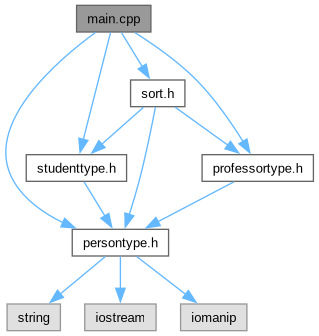 main.cpp
sort.h
studenttype.h
professortype.h
persontype.h
string
iostream
iomanip